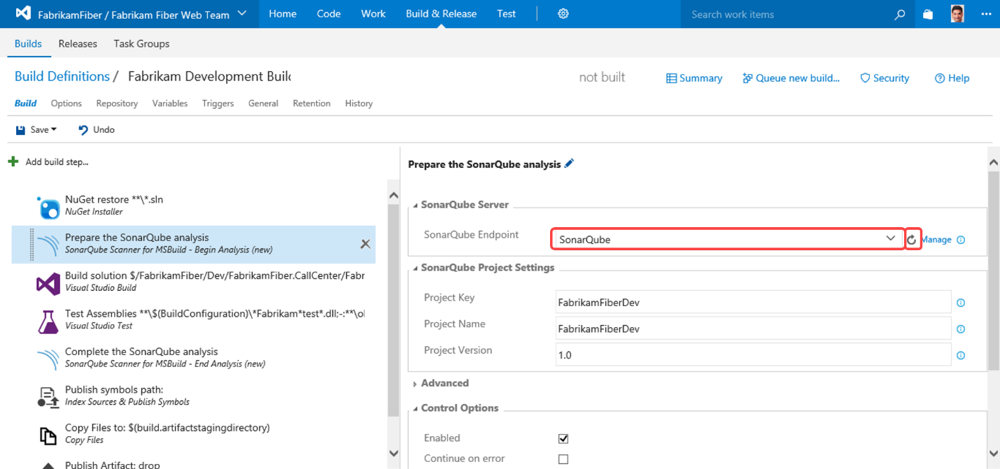 FabrikamFiber / Fabrikam Fiber Web Team
Home Code Work Build & Release Test
Search work items
Builds Releases Task Groups
Build Definitions / Fabrikam Development Build
not built
Summary Queue new build... Security Help
Build Options Repository Variables Triggers General Retention History
Save Undo
Add build step...
NuGet restore **\*.sln
NuGet Installer
Prepare the SonarQube analysis
SonarQube Scanner for MSBuild - Begin Analysis (new)
Build solution $/FabrikamFiber/Dev/FabrikamFiber.CallCenter/Fabr
Visual Studio Build
Test Assemblies **\$(BuildConfiguration)\*Fabrikam*test*.dll;-:**\ol
Visual Studio Test
Complete the SonarQube analysis
SonarQube Scanner for MSBuild - End Analysis (new)
Publish symbols path:
Index Sources & Publish Symbols
Copy Files to: $(build.artifactstagingdirectory)
Copy Files
Publish Artifact: drop
Prepare the SonarQube analysis
SonarQube Server
SonarQube Endpoint
SonarQube
Manage
SonarQube Project Settings
Project Key
FabrikamFiberDev
Project Name
FabrikamFiberDev
Project Version
1.0
Advanced
Control Options
Enabled
Continue on error